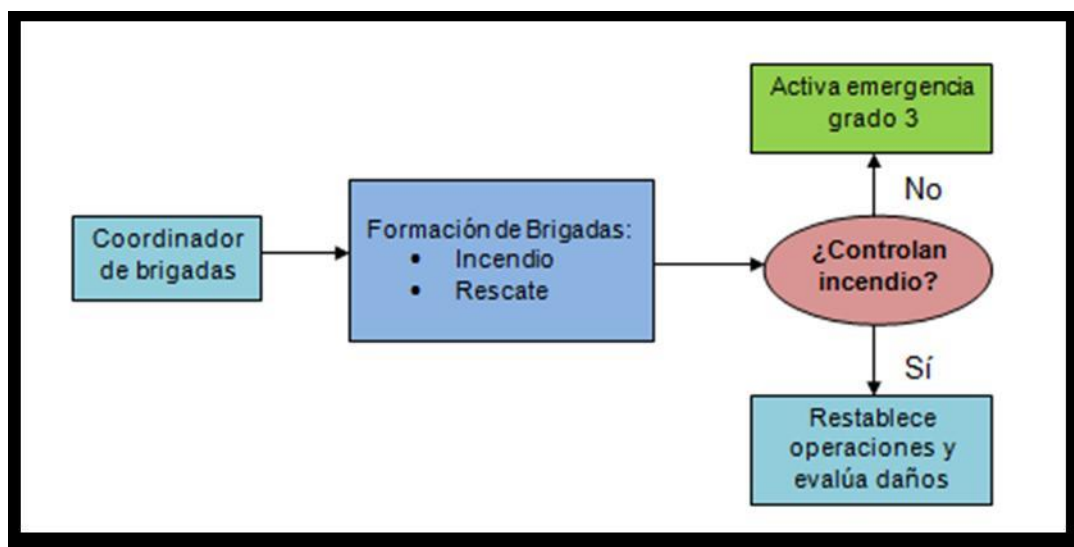 Coordinador
de brigadas
Formación de Brigadas:
• Incendio
• Rescate
¿Controlan
incendio?
No
Activa emergencia
grado 3
Sí
Restablece
operaciones y
evalúa daños